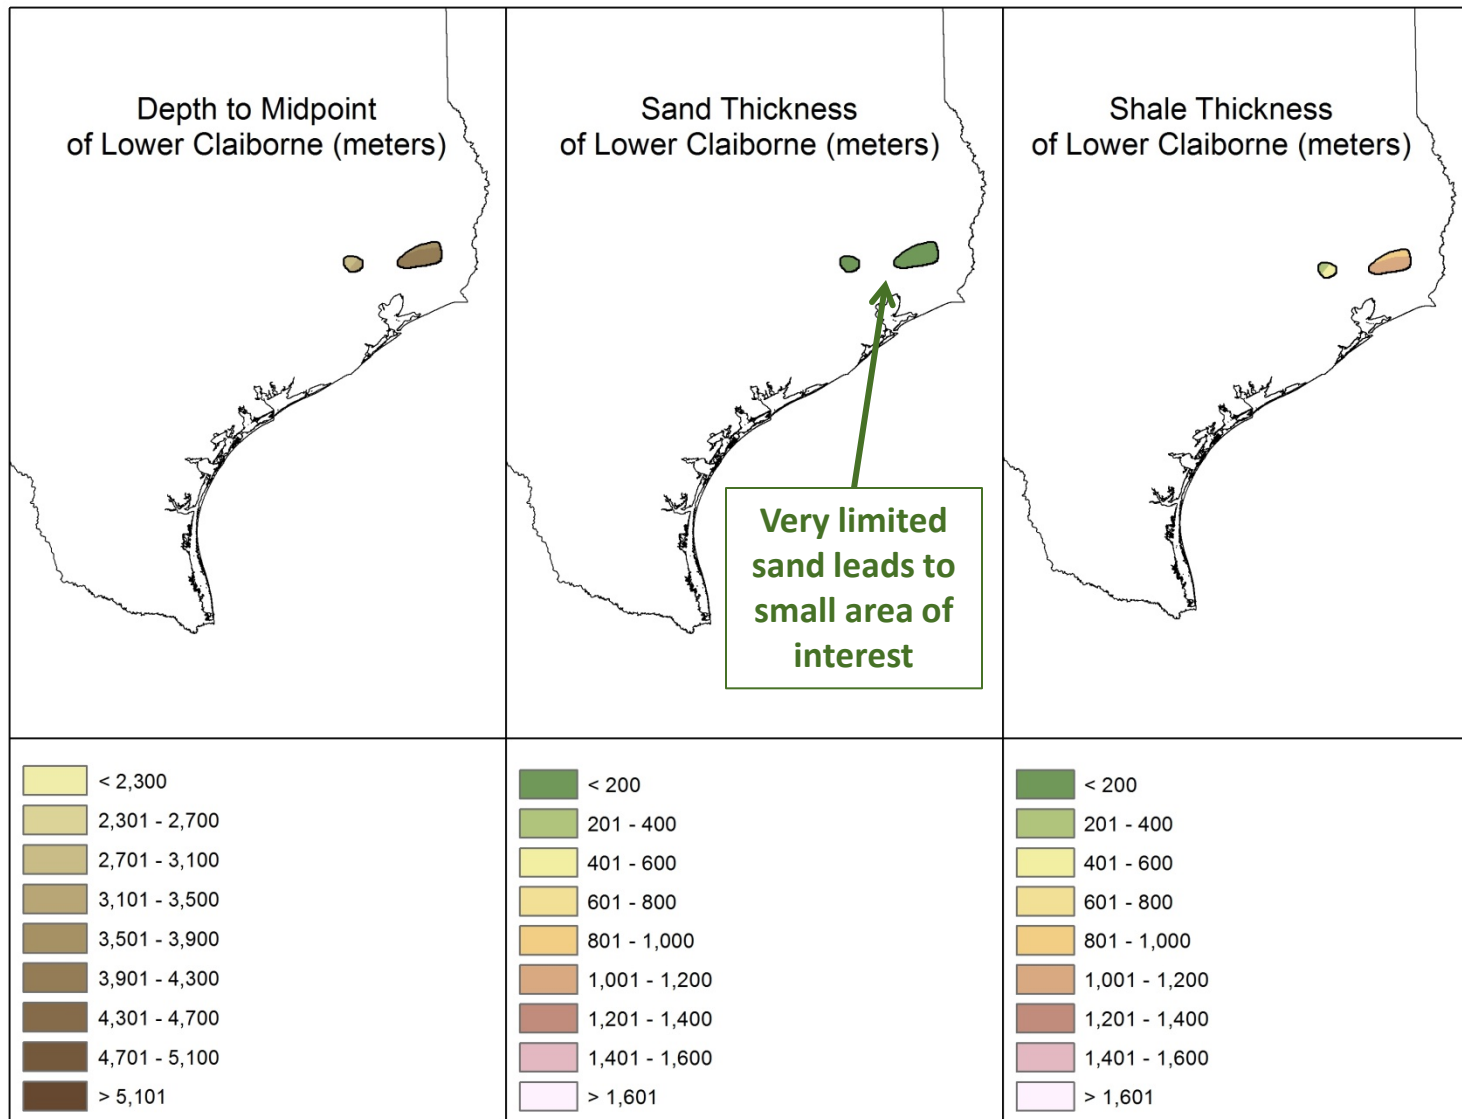 Depth to Midpoint
of Lower Claiborne (meters)
Sand Thickness
of Lower Claiborne (meters)
Shale Thickness
of Lower Claiborne (meters)
Very limited
sand leads to
small area of
interest
< 2,300
2,301 - 2,700
2,701 - 3,100
3,101 - 3,500
3,501 - 3,900
3,901 - 4,300
4,301 - 4,700
4,701 - 5,100
> 5,101
< 200
201 - 400
401 - 600
601 - 800
801 - 1,000
1,001 - 1,200
1,201 - 1,400
1,401 - 1,600
> 1,601
< 200
201 - 400
401 - 600
601 - 800
801 - 1,000
1,001 - 1,200
1,201 - 1,400
1,401 - 1,600
> 1,601